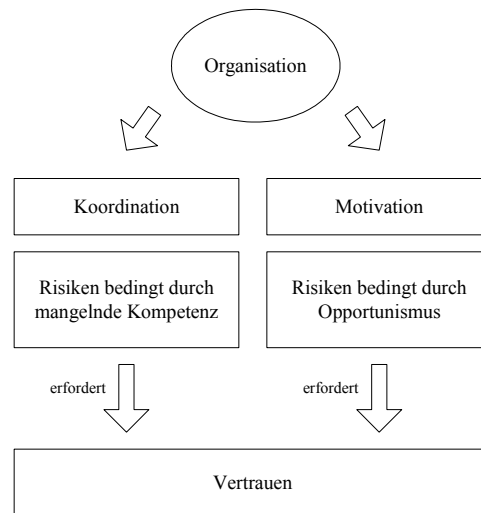 Organisation
Koordination
Motivation
Risiken bedingt durch
mangelnde Kompetenz
Risiken bedingt durch
Opportunismus
erfordert
erfordert
Vertrauen